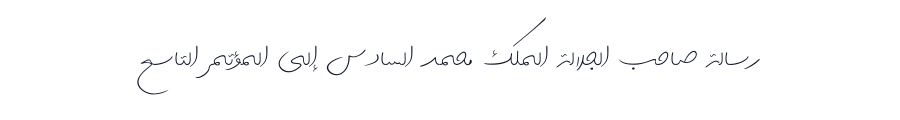 رسالة صاحب الجلالة الملك محمد السادس إلى المؤتمر التاسع